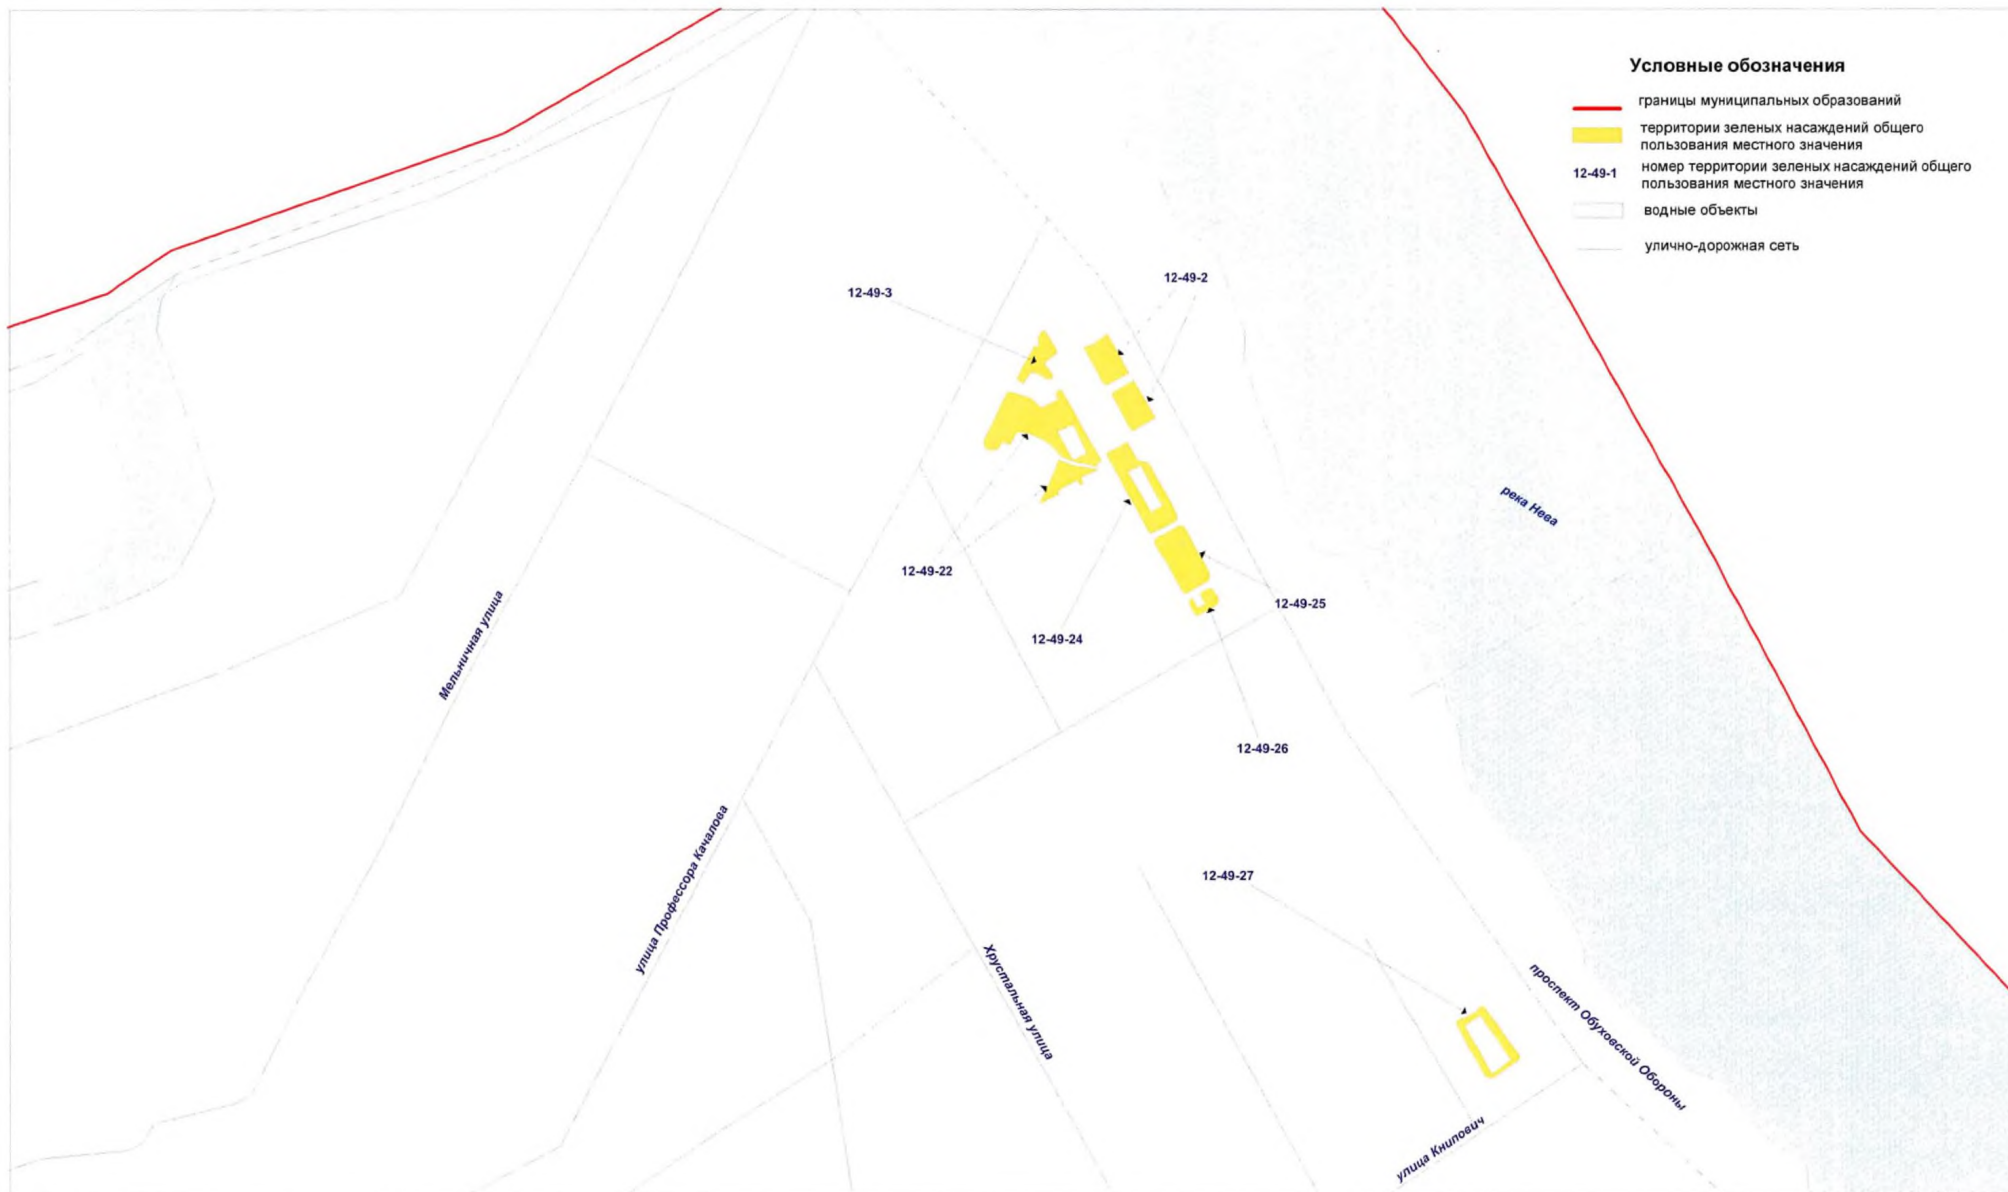 Условные обозначения
границы муниципальных образований
территории зеленых насаждений общего
пользования местного значения
12-49-1
номер территории зеленых насаждений общего
пользования местного значения
водные объекты
улично-дорожная сеть
12-49-2
12-49-3
река Нева
12-49-22
12-49-25
12-49-24
Мельничная улица
12-49-26
улица Профессора Качалова
12-49-27
Хрустальная улица
проспект Обуховской Обороны
улица Книпович